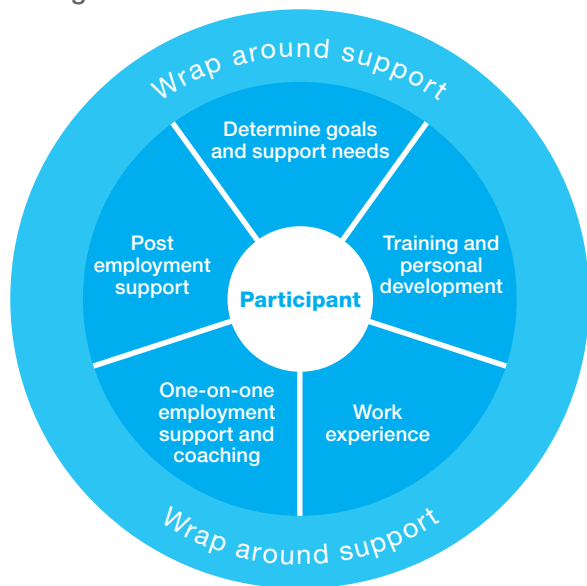 Wrap around support
Determine goals
and support needs
Training and
personal
development
Work
experience
One-on-one
employment
support and
coaching
Post
employment
support
Participant
Wrap around support